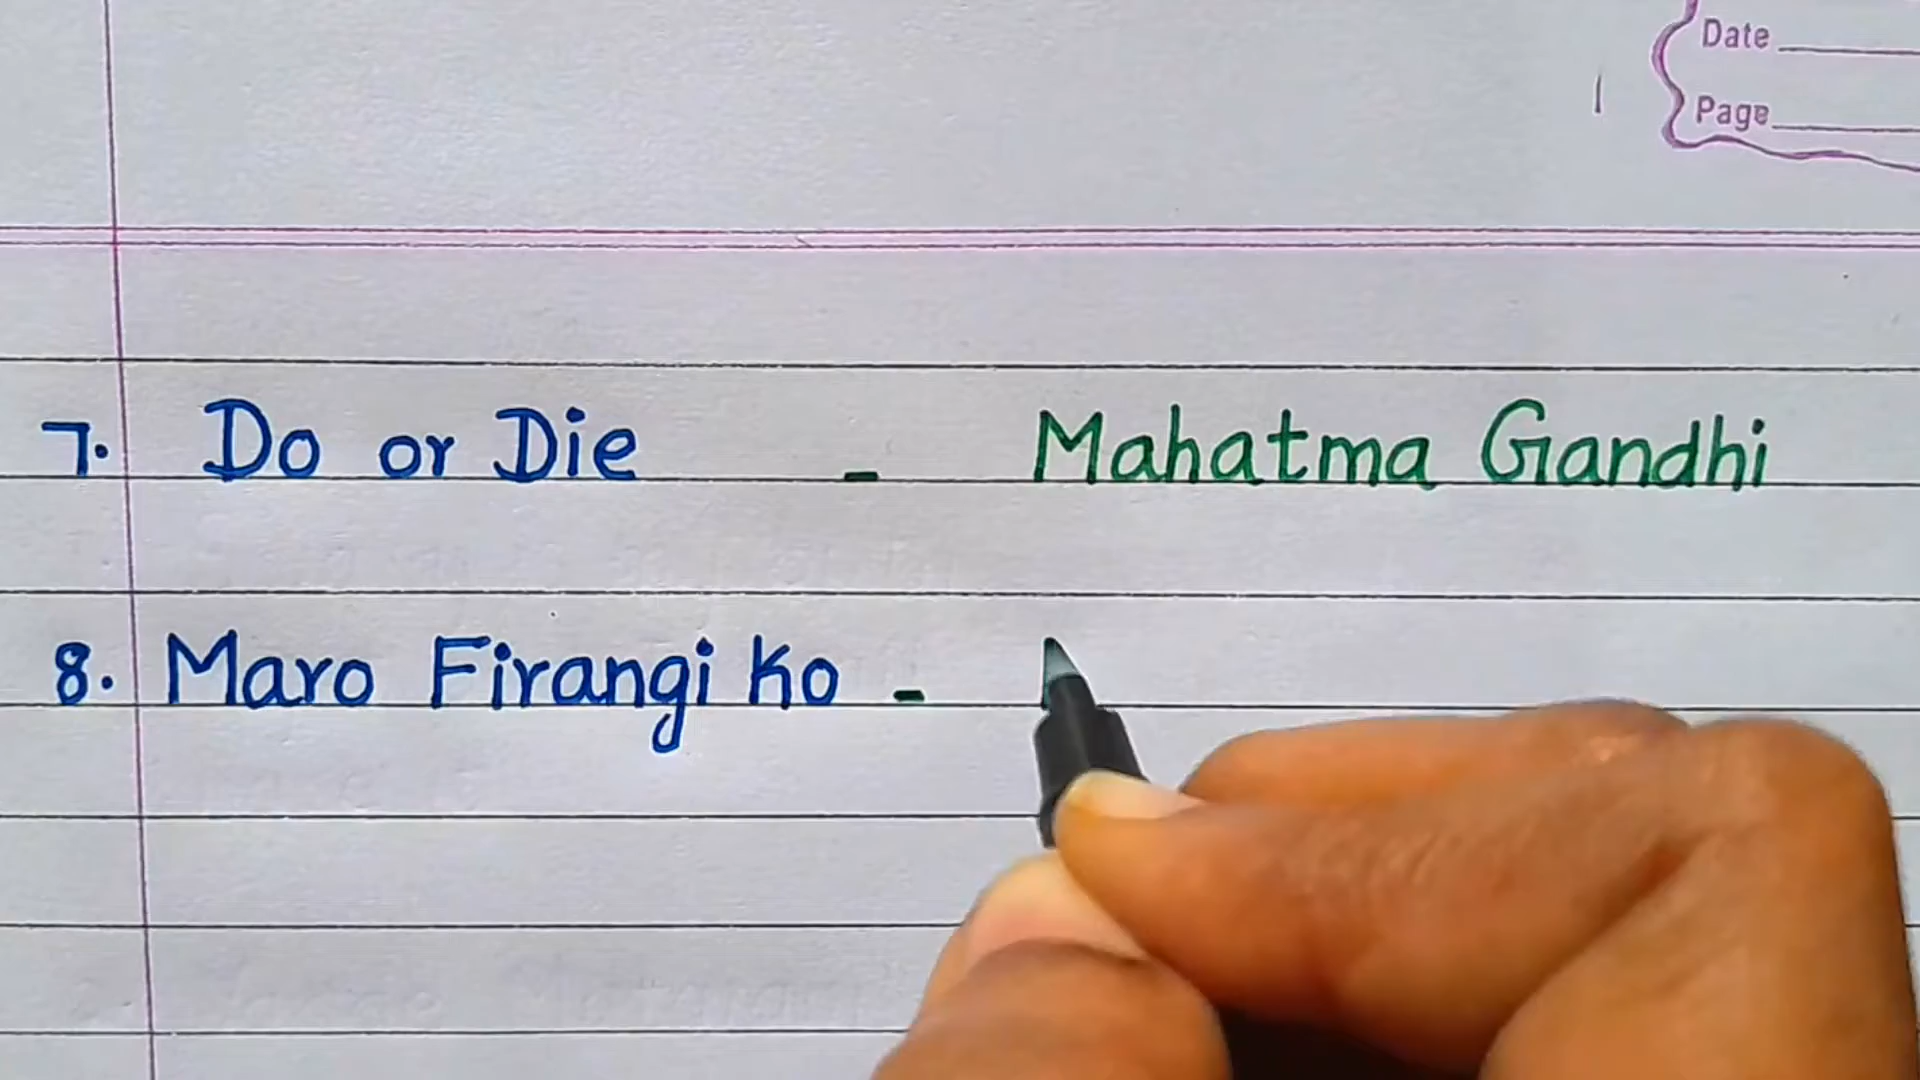 Date
Page
7. Do or Die - Mahatma Gandhi
8. Maro Firangi ko -